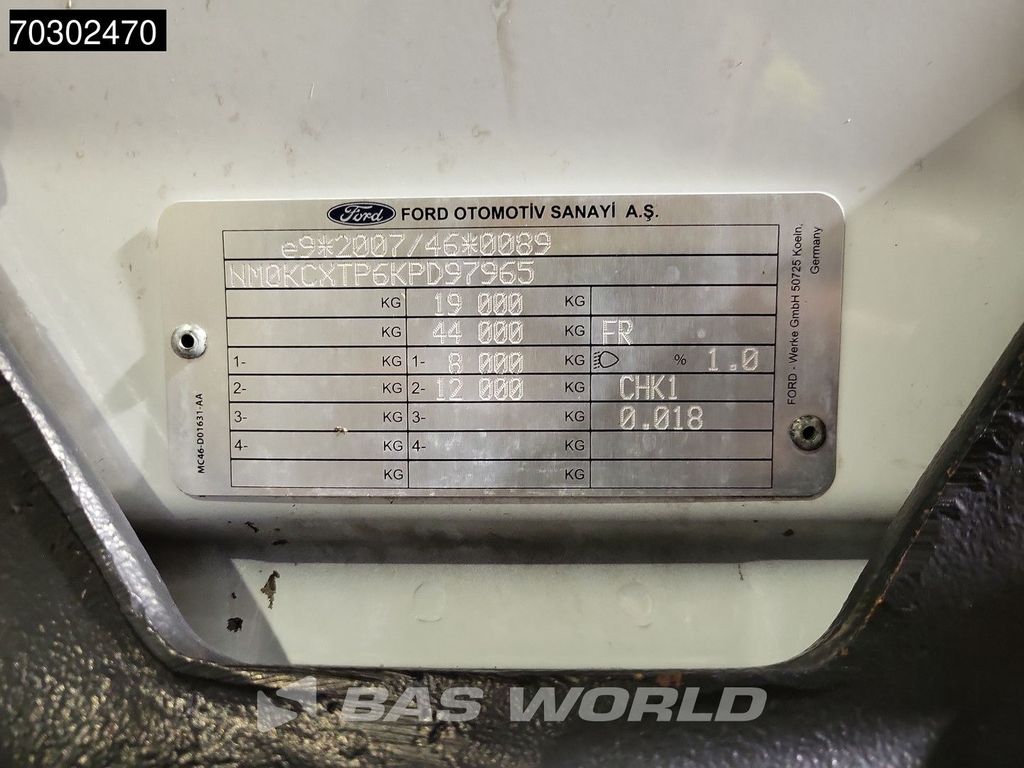 70302470
Ford FORD OTOMOTİV SANAYİ A.Ş.
e9*2007/46*0089
NM0KCXTP6KPD97965
KG 19 000 KG
KG 44 000 KG FR
1- KG 1- 8 000 KG % 1.0
2- KG 2- 12 000 KG CHK1
3- KG 3- KG 0.018
4- KG 4- KG
KG KG
MC46-D01631-AA
FORD - Werke GmbH 50725 Koeln,
Germany
BAS WORLD